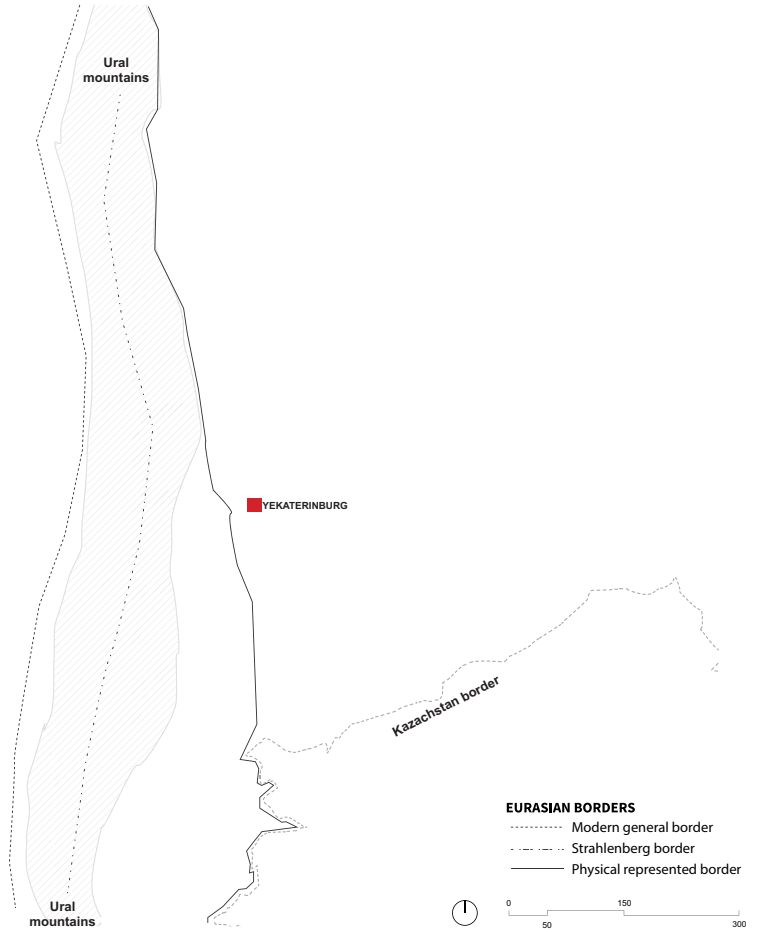 Ural
mountains
YEKATERINBURG
Kazachstan border
EURASIAN BORDERS
Modern general border
Strahlenberg border
Physical represented border
0
150
50
300
Ural
mountains